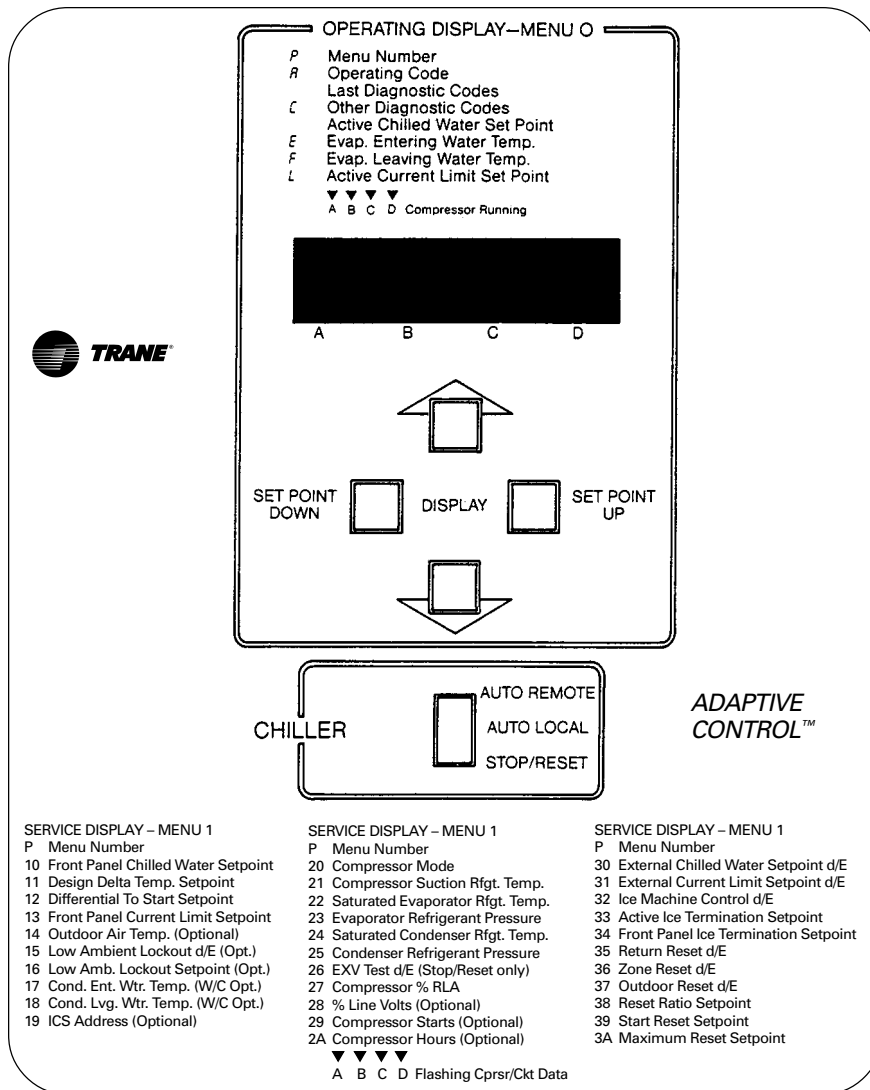 OPERATING DISPLAY–MENU O
P Menu Number
A Operating Code
Last Diagnostic Codes
C Other Diagnostic Codes
Active Chilled Water Set Point
E Evap. Entering Water Temp.
F Evap. Leaving Water Temp.
L Active Current Limit Set Point
A B C D Compressor Running
A B C D
TRANE®
SET POINT DOWN
DISPLAY
SET POINT UP
CHILLER
AUTO REMOTE
AUTO LOCAL
STOP/RESET
ADAPTIVE
CONTROL™
SERVICE DISPLAY – MENU 1
P Menu Number
10 Front Panel Chilled Water Setpoint
11 Design Delta Temp. Setpoint
12 Differential To Start Setpoint
13 Front Panel Current Limit Setpoint
14 Outdoor Air Temp. (Optional)
15 Low Ambient Lockout d/E (Opt.)
16 Low Amb. Lockout Setpoint (Opt.)
17 Cond. Ent. Wtr. Temp. (W/C Opt.)
18 Cond. Lvg. Wtr. Temp. (W/C Opt.)
19 ICS Address (Optional)
SERVICE DISPLAY – MENU 1
P Menu Number
20 Compressor Mode
21 Compressor Suction Rfgt. Temp.
22 Saturated Evaporator Rfgt. Temp.
23 Evaporator Refrigerant Pressure
24 Saturated Condenser Rfgt. Temp.
25 Condenser Refrigerant Pressure
26 EXV Test d/E (Stop/Reset only)
27 Compressor % RLA
28 % Line Volts (Optional)
29 Compressor Starts (Optional)
2A Compressor Hours (Optional)
A B C D Flashing Cprsr/Ckt Data
SERVICE DISPLAY – MENU 1
P Menu Number
30 External Chilled Water Setpoint d/E
31 External Current Limit Setpoint d/E
32 Ice Machine Control d/E
33 Active Ice Termination Setpoint
34 Front Panel Ice Termination Setpoint
35 Return Reset d/E
36 Zone Reset d/E
37 Outdoor Reset d/E
38 Reset Ratio Setpoint
39 Start Reset Setpoint
3A Maximum Reset Setpoint